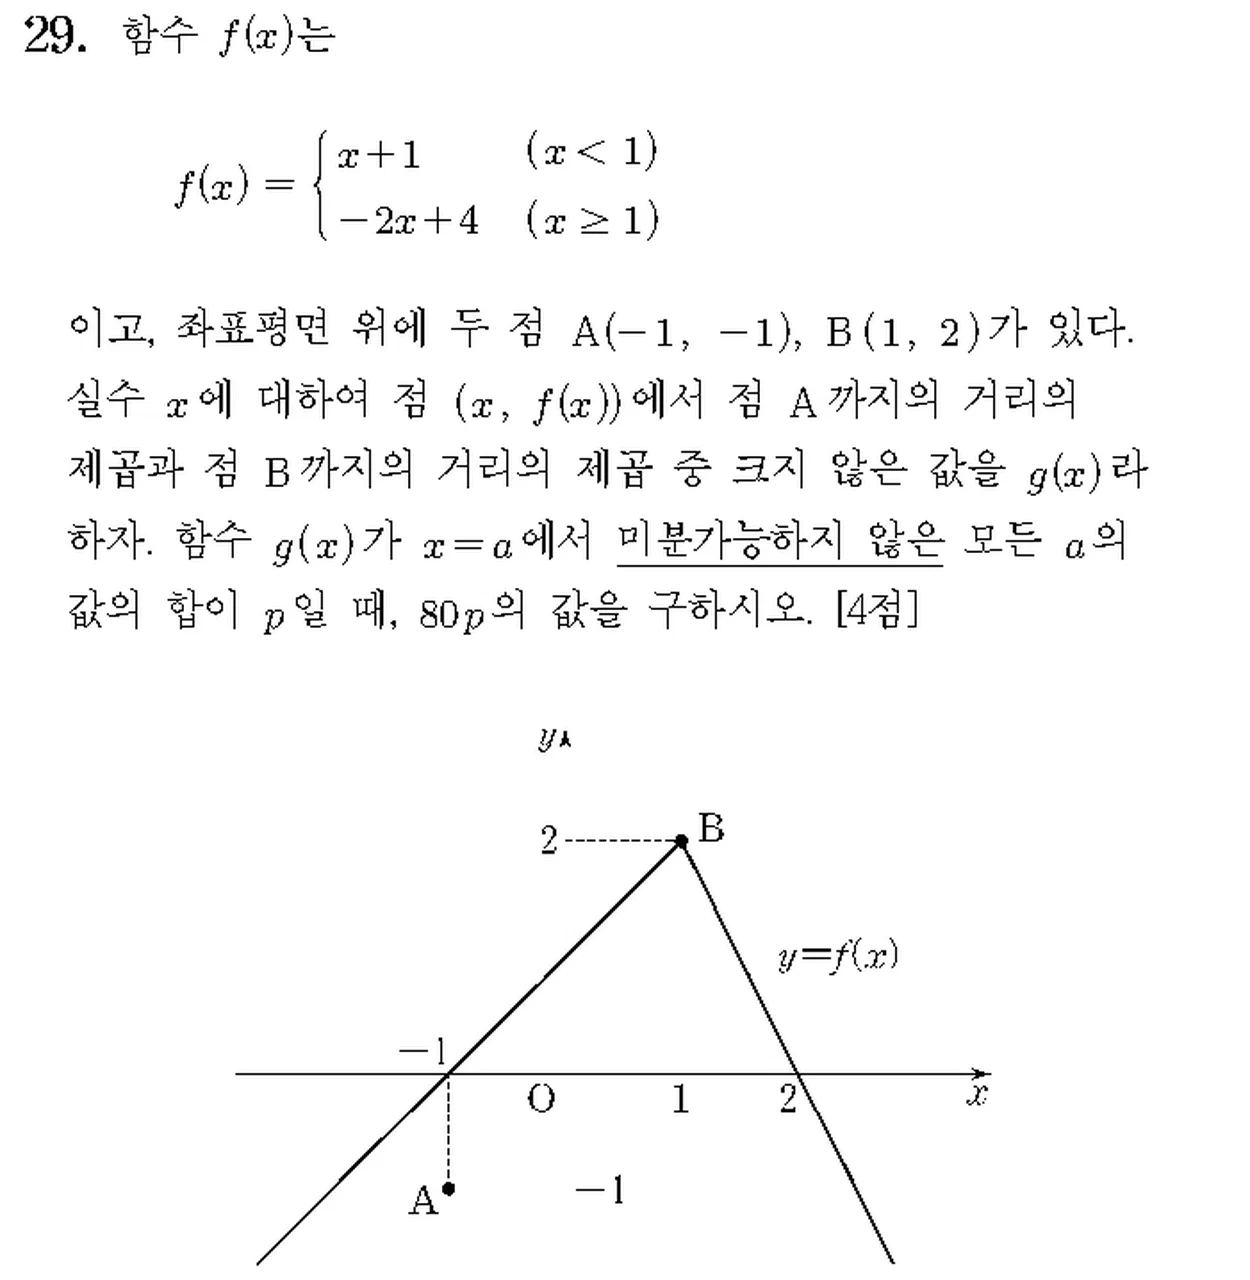 29. 함수 f(x)는
f(x) = { x+1 (x < 1)
-2x+4 (x ≥ 1)
이고, 좌표평면 위에 두 점 A(-1, -1), B(1, 2)가 있다.
실수 x에 대하여 점 (x, f(x))에서 점 A까지의 거리의
제곱과 점 B까지의 거리의 제곱 중 크지 않은 값을 g(x)라
하자. 함수 g(x)가 x=a에서 미분가능하지 않은 모든 a의
값의 합이 p일 때, 80p의 값을 구하시오. [4점]
y
2 B
y=f(x)
-1
O 1 2 x
A -1